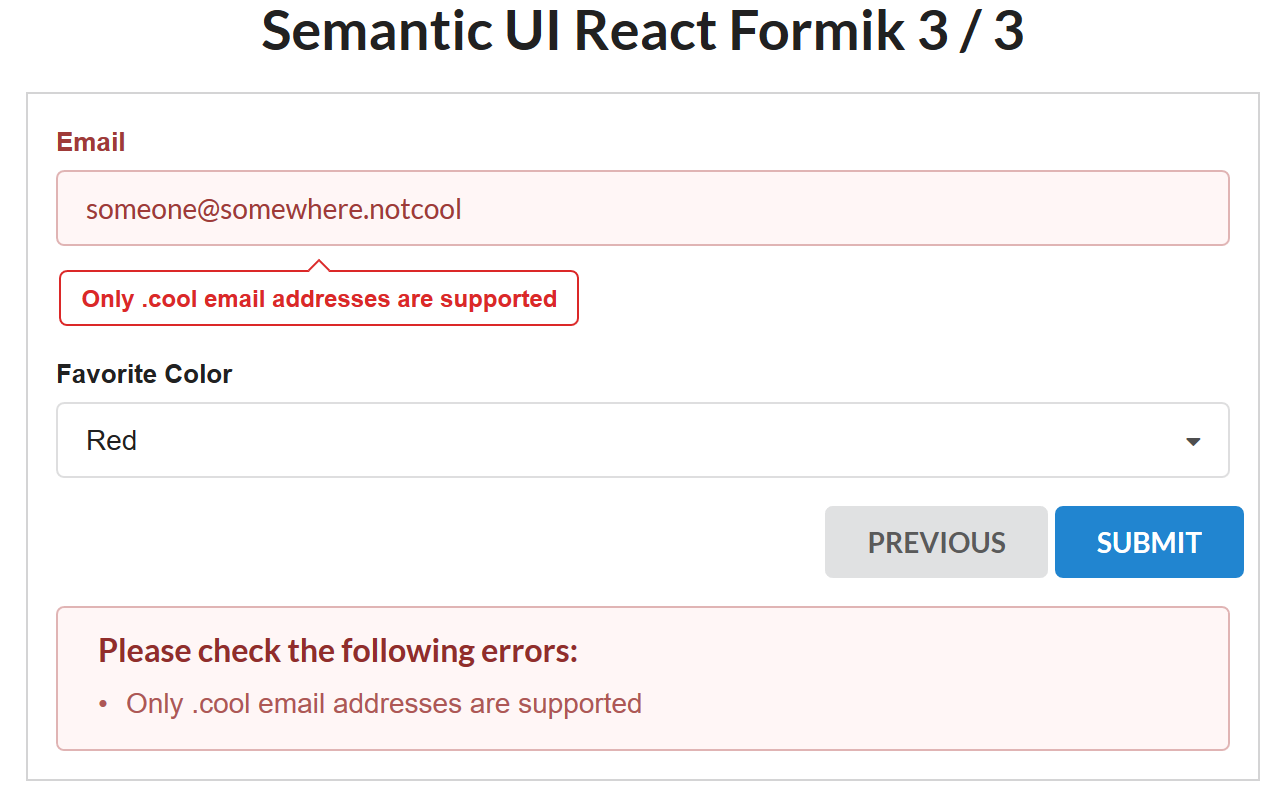 Semantic UI React Formik 3 / 3
Email
someone@somewhere.notcool
Only .cool email addresses are supported
Favorite Color
Red
PREVIOUS SUBMIT
Please check the following errors:
• Only .cool email addresses are supported